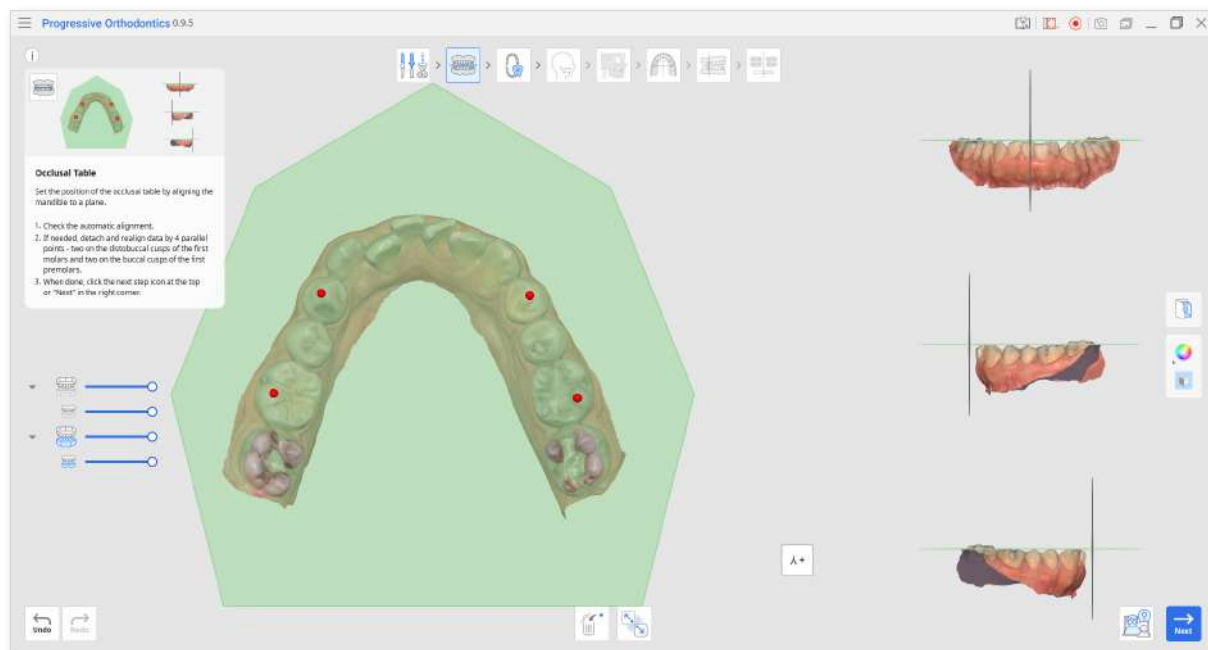 Progressive Orthodontics 0.9.5
Occlusal Table
Set the position of the occlusal table by aligning the
mandible to a plane.
1. Check the automatic alignment.
2. If needed, detach and realign data by 4 parallel
points - two on the distobuccal cusps of the first
molars and two on the buccal cusps of the first
premolars.
3. When done, click the next step icon at the top
or "Next" in the right corner.
Undo
Redo
Next